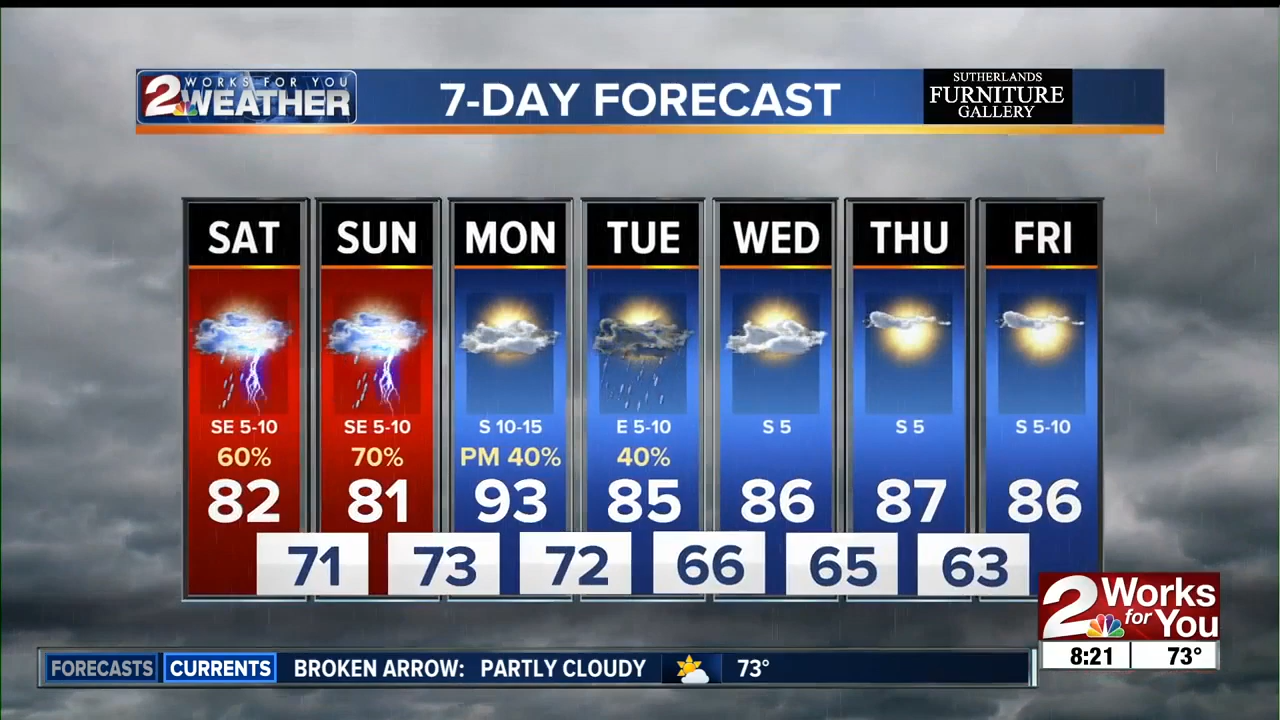 2 WORKS FOR YOU
WEATHER
7-DAY FORECAST
SUTHERLANDS
FURNITURE
GALLERY
SAT SUN MON TUE WED THU FRI
SE 5-10 SE 5-10 S 10-15 E 5-10 S 5 S 5 S 5-10
60% 70% PM 40% 40%
82 81 93 85 86 87 86
71 73 72 66 65 63
2 Works
for You
8:21 73°
FORECASTS CURRENTS BROKEN ARROW: PARTLY CLOUDY 73°